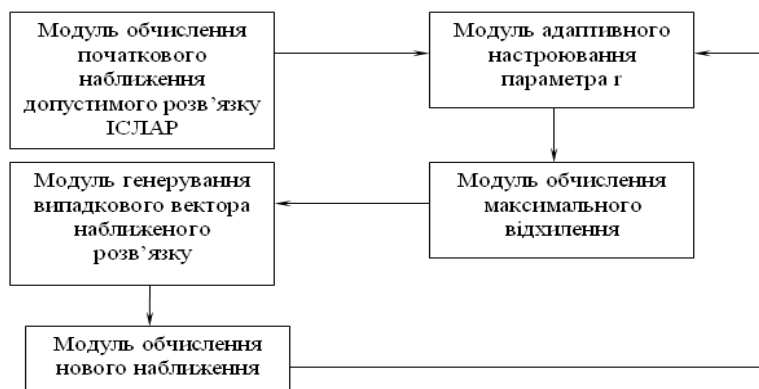 Модуль обчислення
початкового
наближення
допустимого розв’язку
ІСЛАР
Модуль адаптивного
настроювання
параметра r
Модуль генерування
випадкового вектора
наближеного
розв’язку
Модуль обчислення
максимального
відхилення
Модуль обчислення
нового наближення